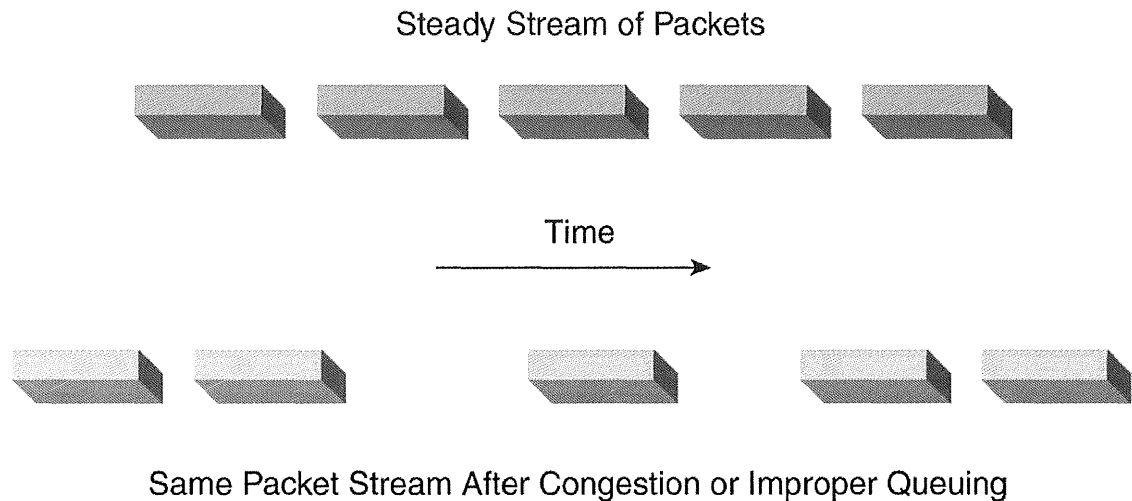 Steady Stream of Packets
Time
Same Packet Stream After Congestion or Improper Queuing